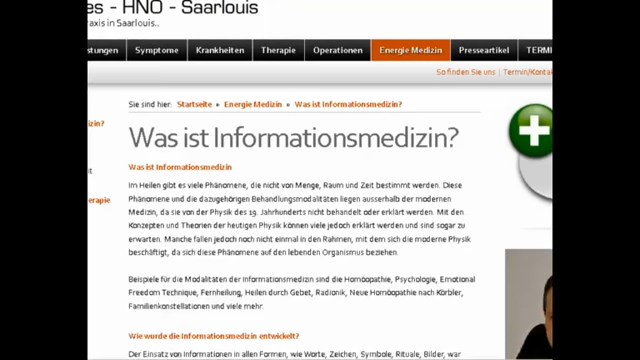 es - HNO - Saarlouis
raxis in Saarlouis..
stungen Symptome Krankheiten Therapie Operationen Energie Medizin Presseartikel TERMI
So finden Sie uns | Termin/Kontak
Sie sind hier: Startseite » Energie Medizin » Was ist Informationsmedizin?
dizin?
Was ist Informationsmedizin?
Was ist Informationsmedizin
Im Heilen gibt es viele Phänomene, die nicht von Menge, Raum und Zeit bestimmt werden. Diese
Phänomene und die dazugehörigen Behandlungsmodalitäten liegen ausserhalb der modernen
Medizin, da sie von der Physik des 19. Jahrhunderts nicht behandelt oder erklärt werden. Mit den
Konzepten und Theorien der heutigen Physik können viele jedoch erklärt werden und sind sogar zu
erwarten. Manche fallen jedoch noch nicht einmal in den Rahmen, mit dem sich die moderne Physik
beschäftigt, da sich diese Phänomene auf den lebenden Organismus beziehen.
erapie
Beispiele für die Modalitäten der Informationsmedizin sind die Homöopathie, Psychologie, Emotional
Freedom Technique, Fernheilung, Heilen durch Gebet, Radionik, Neue Homöopathie nach Körbler,
Familienkonstellationen und viele mehr.
Wie wurde die Informationsmedizin entwickelt?
Der Einsatz von Informationen in allen Formen, wie Worte, Zeichen, Symbole, Rituale, Bilder, war